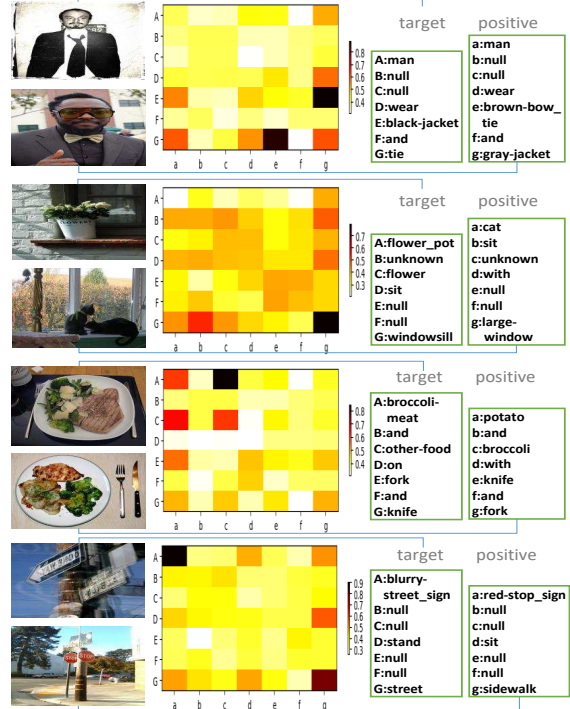 target
positive
A
B
C
D
E
F
G
a
b
c
d
e
f
g
0.8
0.7
0.6
0.5
0.4
A:man
B:null
C:null
D:wear
E:black-jacket
F:and
G:tie
a:man
b:null
c:null
d:wear
e:brown-bow_
tie
f:and
g:gray-jacket
target
positive
FLOWERS
A
B
C
D
E
F
G
a
b
c
d
e
f
g
0.7
0.6
0.5
0.4
0.3
A:flower_pot
B:unknown
C:flower
D:sit
E:null
F:null
G:windowsill
a:cat
b:sit
c:unknown
d:with
e:null
f:null
g:large-
window
target
positive
A
B
C
D
E
F
G
a
b
c
d
e
f
g
0.8
0.7
0.6
0.5
0.4
A:broccoli-
meat
B:and
C:other-food
D:on
E:fork
F:and
G:knife
a:potato
b:and
c:broccoli
d:with
e:knife
f:and
g:fork
target
positive
A
B
C
D
E
F
G
a
b
c
d
e
f
g
0.9
0.8
0.7
0.6
0.5
0.4
0.3
A:blurry-
street_sign
B:null
C:null
D:stand
E:null
F:null
G:street
a:red-stop_sign
b:null
c:null
d:sit
e:null
f:null
g:sidewalk